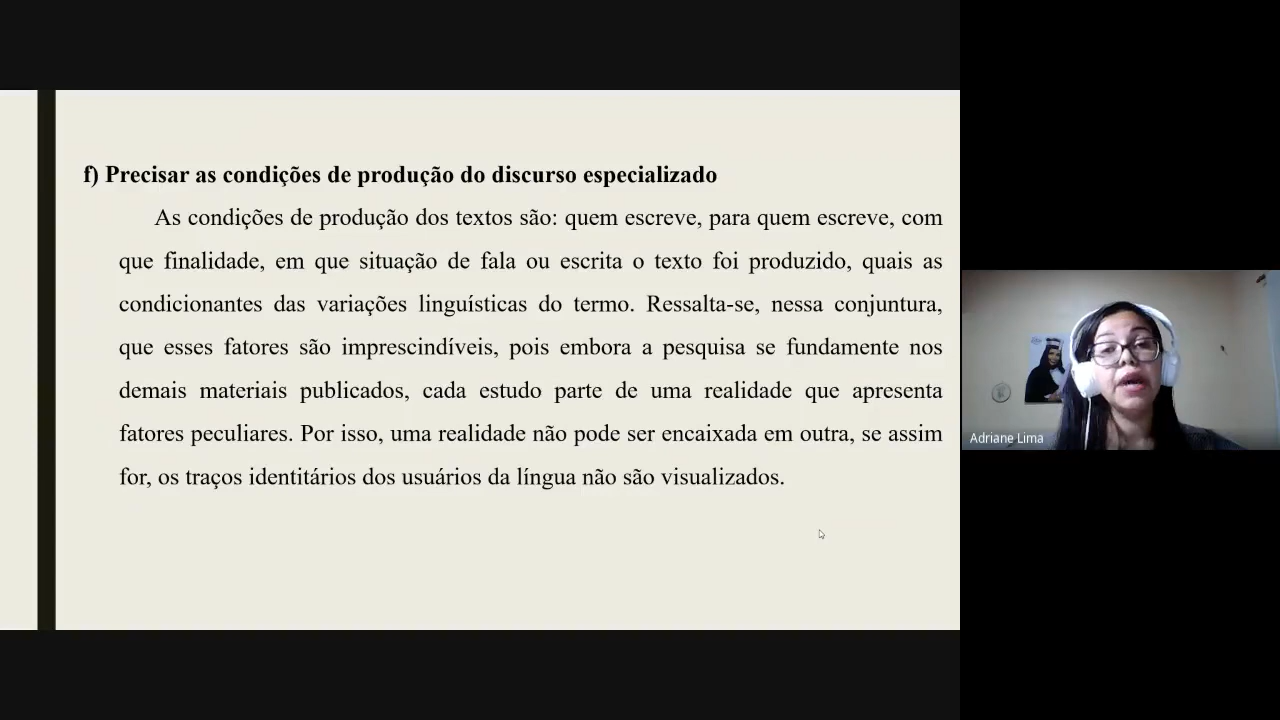 f) Precisar as condições de produção do discurso especializado
As condições de produção dos textos são: quem escreve, para quem escreve, com
que finalidade, em que situação de fala ou escrita o texto foi produzido, quais as
condicionantes das variações linguísticas do termo. Ressalta-se, nessa conjuntura,
que esses fatores são imprescindíveis, pois embora a pesquisa se fundamente nos
demais materiais publicados, cada estudo parte de uma realidade que apresenta
fatores peculiares. Por isso, uma realidade não pode ser encaixada em outra, se assim
for, os traços identitários dos usuários da língua não são visualizados.
Adriane Lima